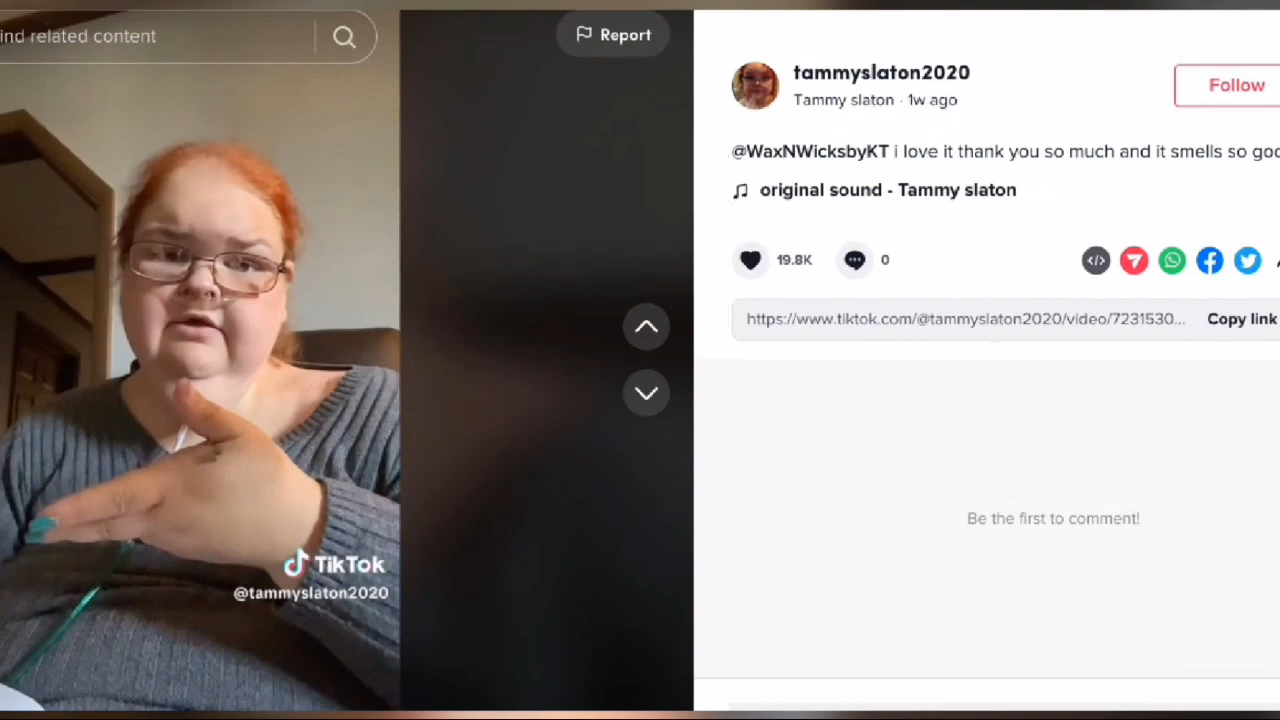 ind related content
Report
TikTok
@tammyslaton2020
tammyslaton2020
Tammy slaton · 1w ago
Follow
@WaxNWicksbyKT i love it thank you so much and it smells so goo
original sound - Tammy slaton
19.8K
0
https://www.tiktok.com/@tammyslaton2020/video/7231530...
Copy link
Be the first to comment!